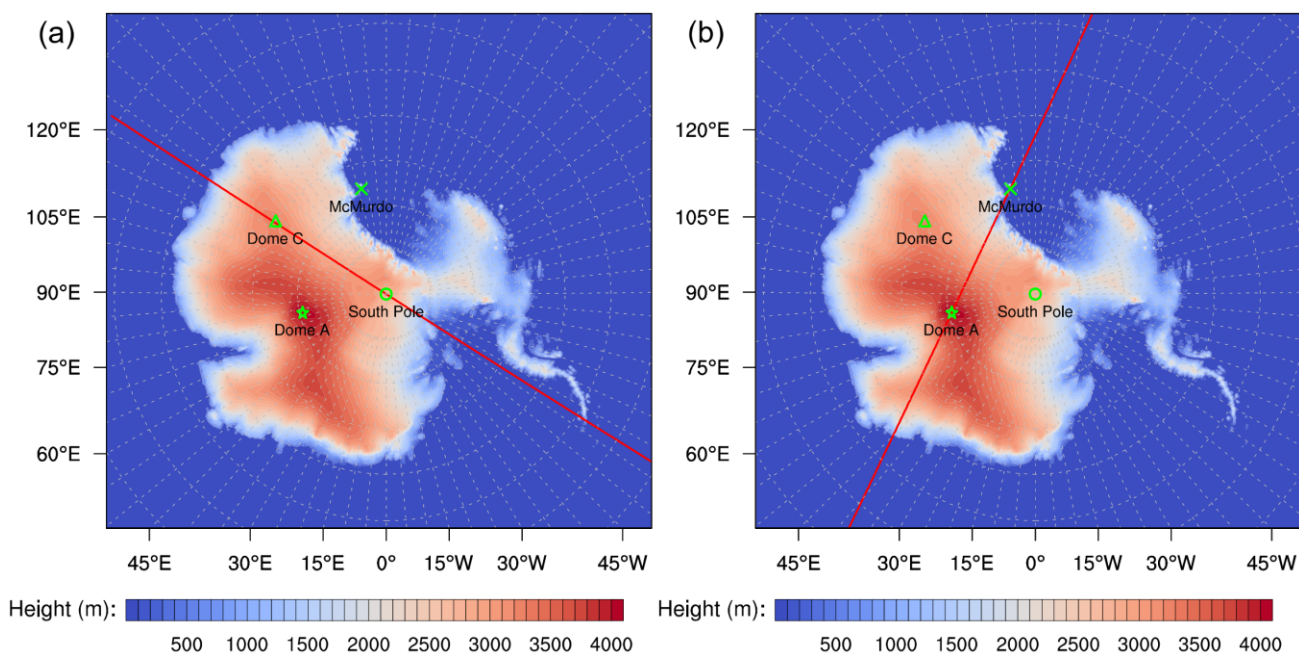 (a)
120°E
105°E
90°E
75°E
60°E
McMurdo
Dome C
South Pole
Dome A
45°E 30°E 15°E 0° 15°W 30°W 45°W
Height (m):
500 1000 1500 2000 2500 3000 3500 4000
(b)
120°E
105°E
90°E
75°E
60°E
McMurdo
Dome C
South Pole
Dome A
45°E 30°E 15°E 0° 15°W 30°W 45°W
Height (m):
500 1000 1500 2000 2500 3000 3500 4000